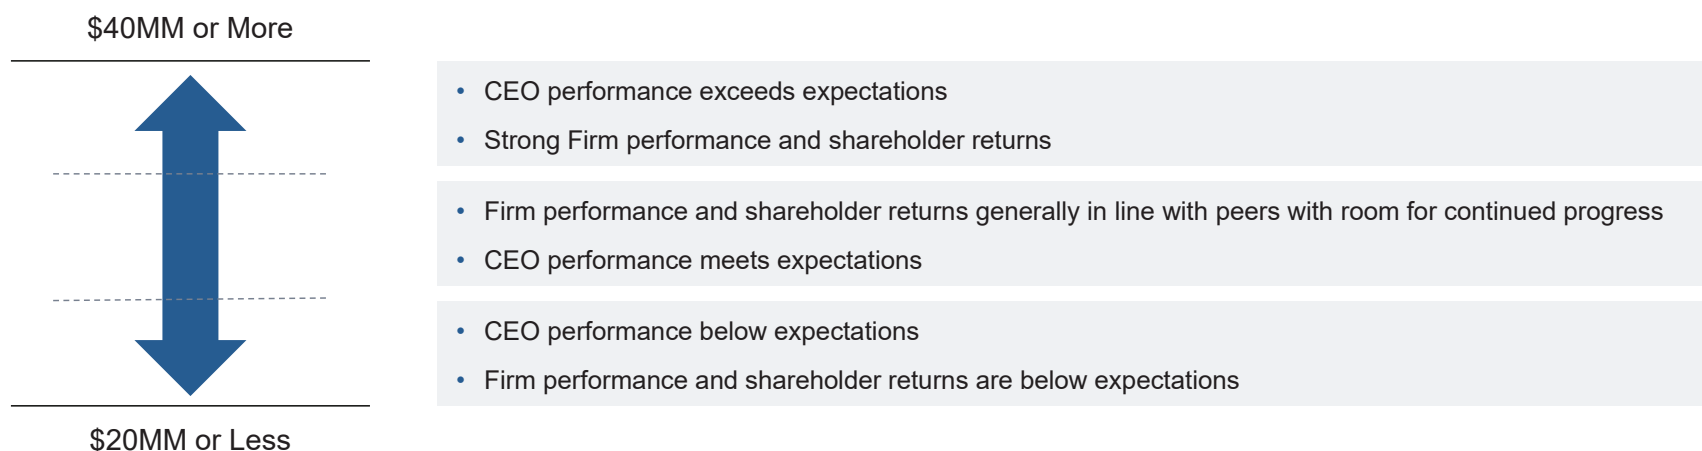 $40MM or More
• CEO performance exceeds expectations
• Strong Firm performance and shareholder returns
• Firm performance and shareholder returns generally in line with peers with room for continued progress
• CEO performance meets expectations
• CEO performance below expectations
• Firm performance and shareholder returns are below expectations
$20MM or Less